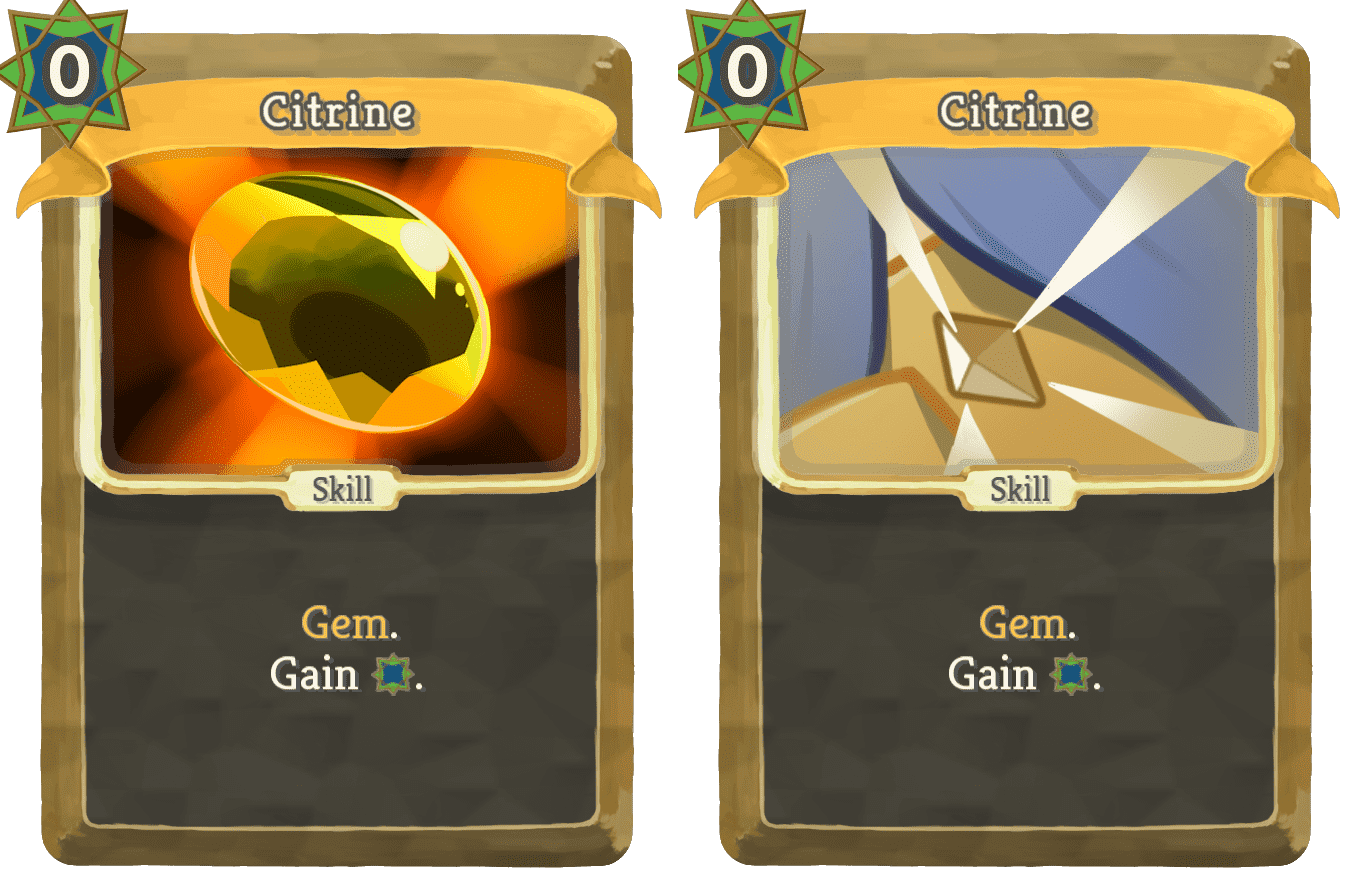 0
Citrine
Skill
Gem.
Gain .
0
Citrine
Skill
Gem.
Gain .